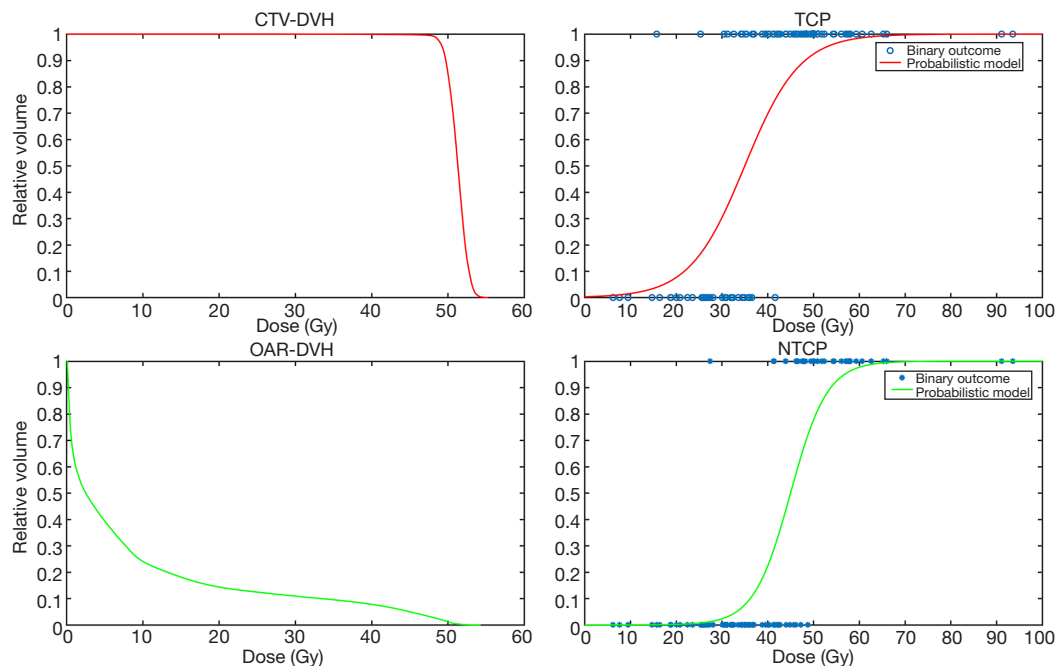 CTV-DVH
Relative volume
1
0.9
0.8
0.7
0.6
0.5
0.4
0.3
0.2
0.1
0
0 10 20 30 40 50 60
Dose (Gy)
TCP
1
0.9
0.8
0.7
0.6
0.5
0.4
0.3
0.2
0.1
0
Binary outcome
Probabilistic model
0 10 20 30 40 50 60 70 80 90 100
Dose (Gy)
OAR-DVH
Relative volume
1
0.9
0.8
0.7
0.6
0.5
0.4
0.3
0.2
0.1
0
0 10 20 30 40 50 60
Dose (Gy)
NTCP
1
0.9
0.8
0.7
0.6
0.5
0.4
0.3
0.2
0.1
0
Binary outcome
Probabilistic model
0 10 20 30 40 50 60 70 80 90 100
Dose (Gy)